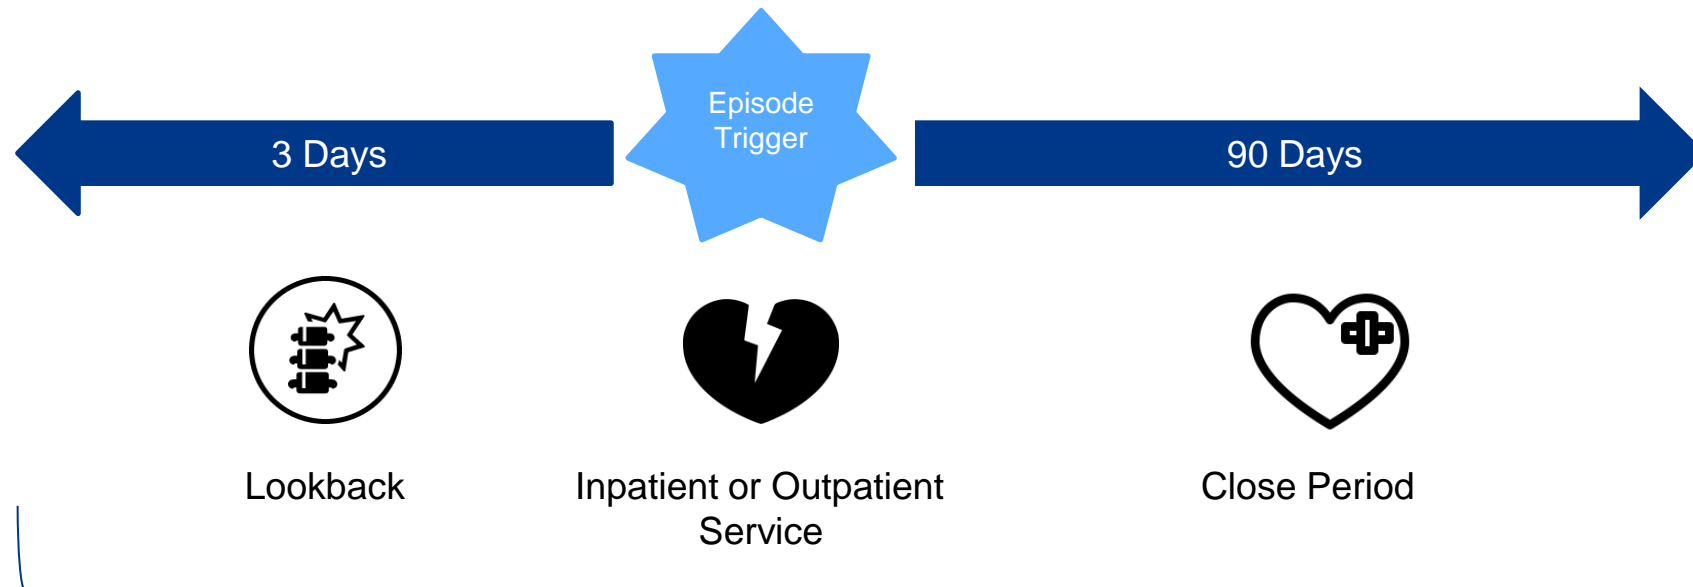 Episode
Trigger
3 Days
90 Days
Lookback
Inpatient or Outpatient
Service
Close Period